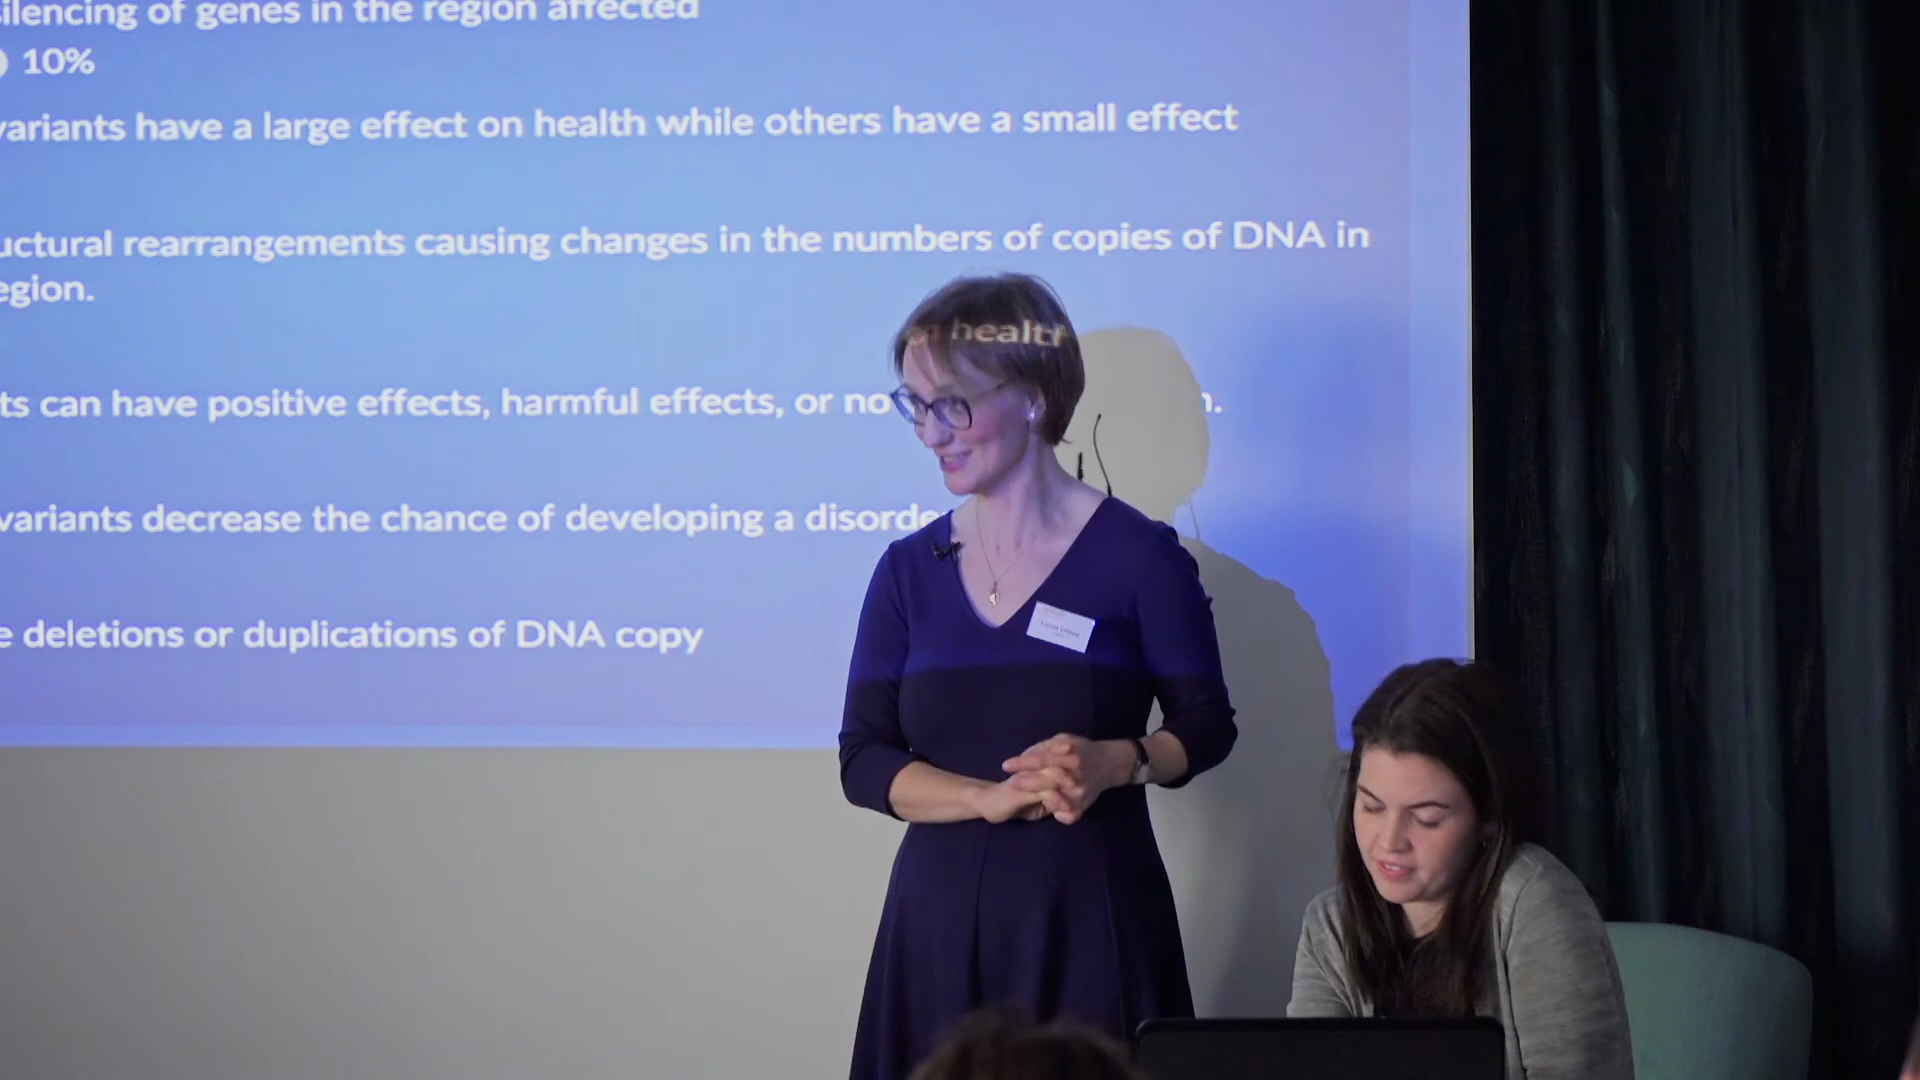 silencing of genes in the region affected
10%
variants have a large effect on health while others have a small effect
uctural rearrangements causing changes in the numbers of copies of DNA in
egion.
on health
ts can have positive effects, harmful effects, or no n.
variants decrease the chance of developing a disorde
e deletions or duplications of DNA copy